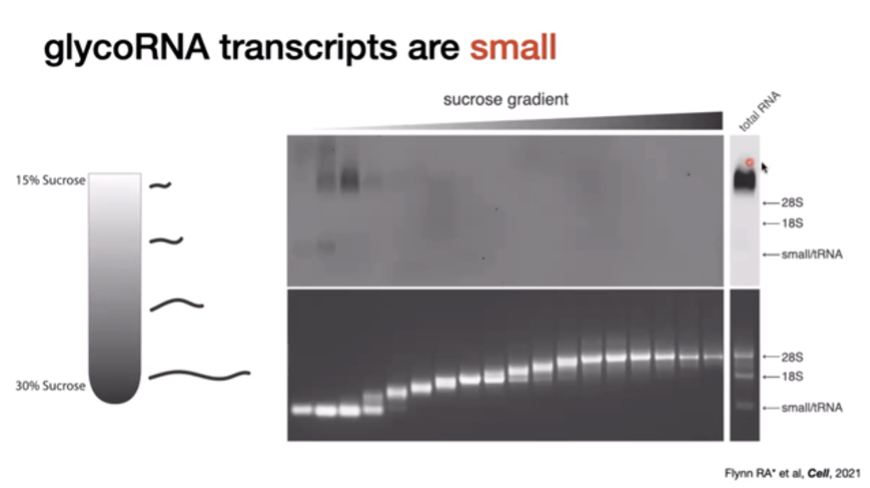 glycoRNA transcripts are small
sucrose gradient
total RNA
15% Sucrose
30% Sucrose
28S
18S
small/tRNA
28S
18S
small/tRNA
Flynn RA* et al, Cell, 2021